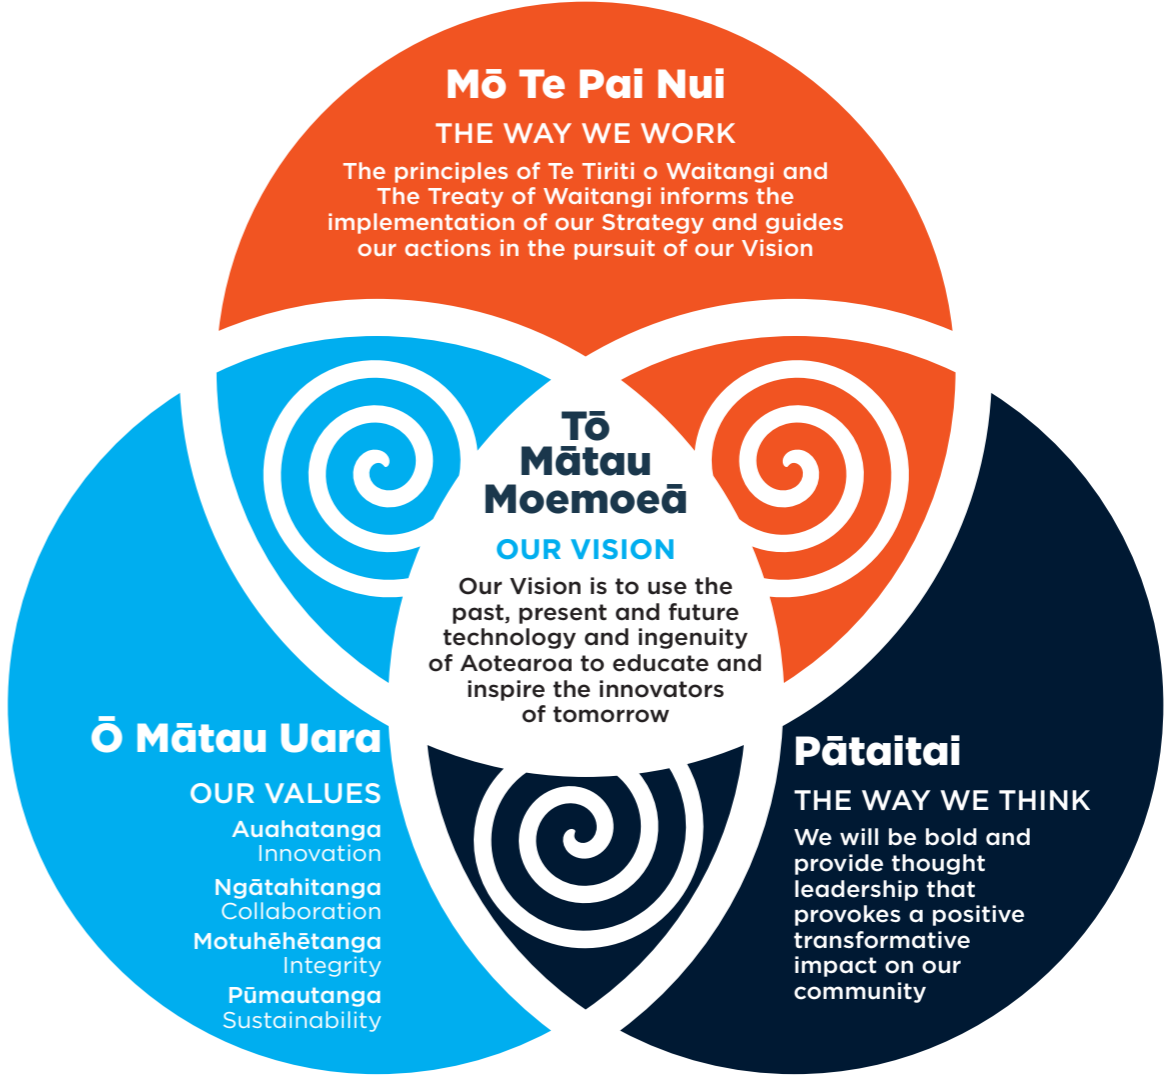 Mō Te Pai Nui
THE WAY WE WORK
The principles of Te Tiriti o Waitangi and
The Treaty of Waitangi informs the
implementation of our Strategy and guides
our actions in the pursuit of our Vision
Tō
Mātau
Moemoeā
OUR VISION
Our Vision is to use the
past, present and future
technology and ingenuity
of Aotearoa to educate and
inspire the innovators
of tomorrow
Ō Mātau Uara
OUR VALUES
Auahatanga
Innovation
Ngātahitanga
Collaboration
Motuhēhētanga
Integrity
Pūmautanga
Sustainability
Pātaitai
THE WAY WE THINK
We will be bold and
provide thought
leadership that
provokes a positive
transformative
impact on our
community